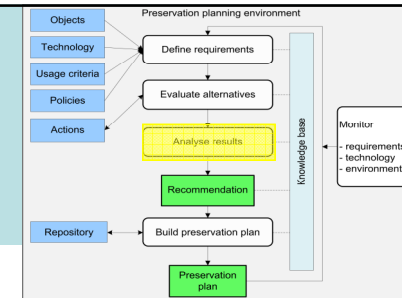 Preservation planning environment
Objects
Technology
Usage criteria
Policies
Actions
Define requirements
Evaluate alternatives
Analyse results
Recommendation
Repository
Build preservation plan
Preservation
plan
Knowledge base
Monitor
- requirements
- technology
- environment